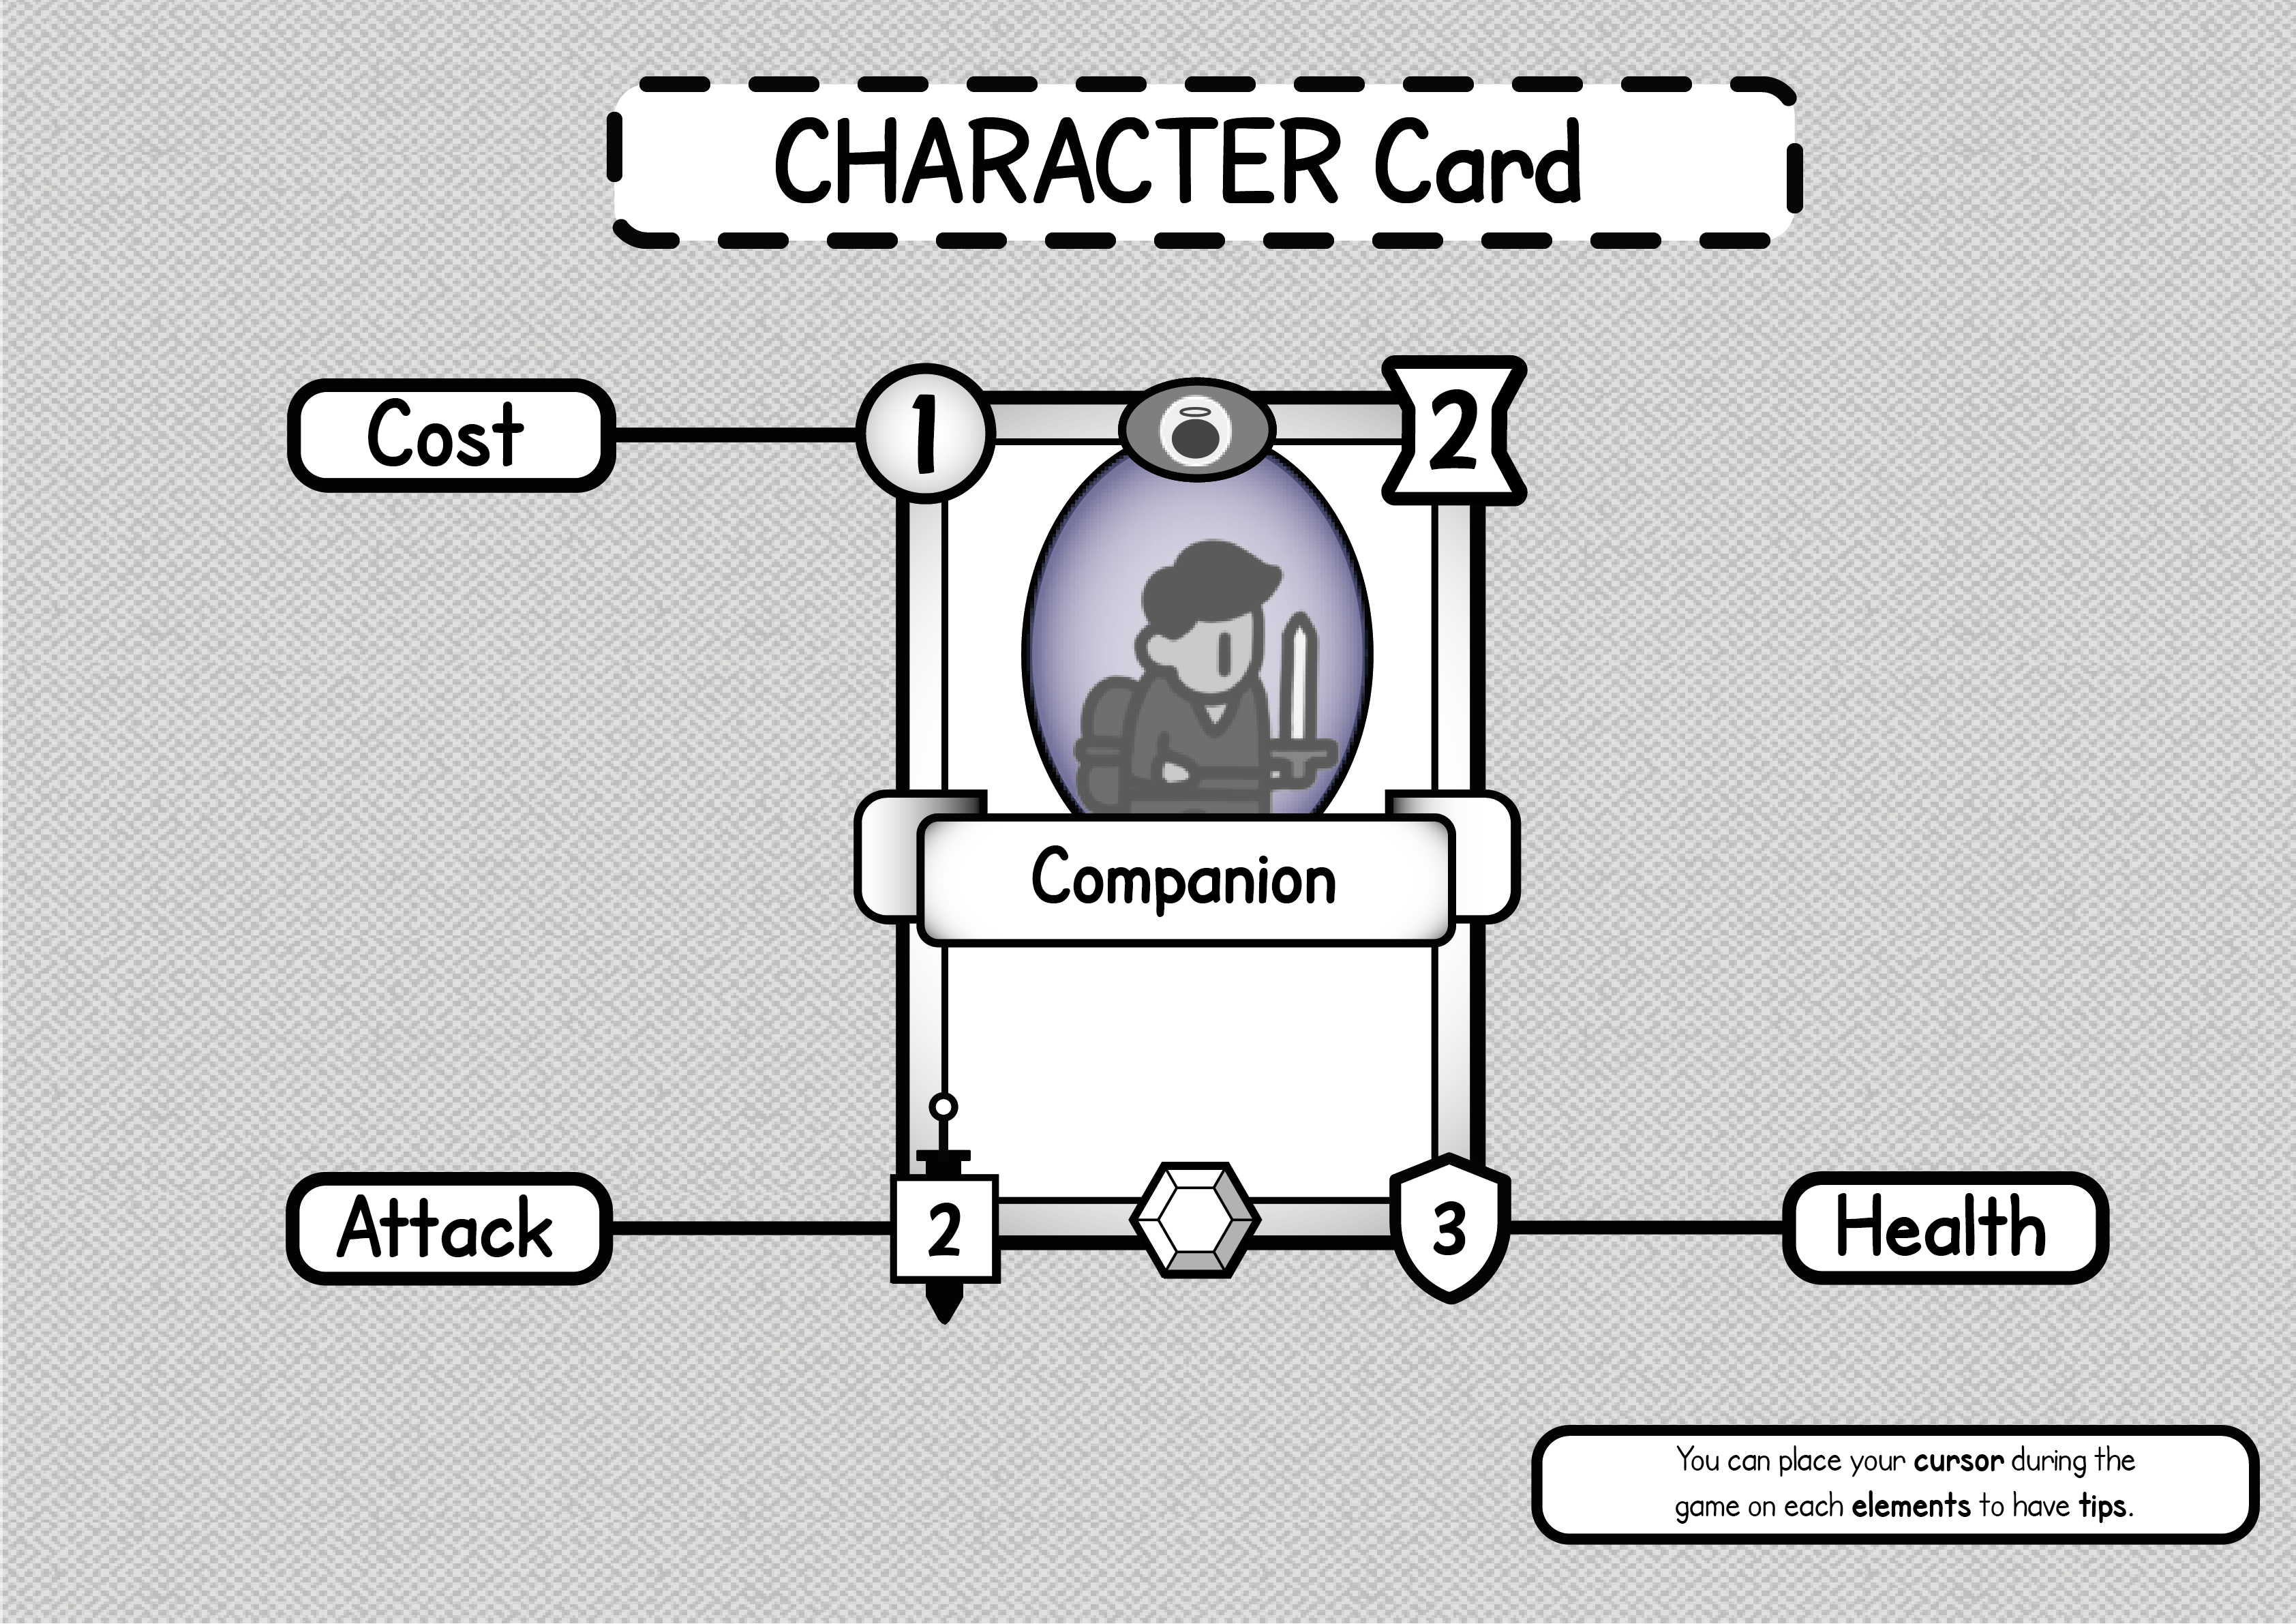 CHARACTER Card
Cost
1
2
Companion
Attack
2
3
Health
You can place your cursor during the
game on each elements to have tips.